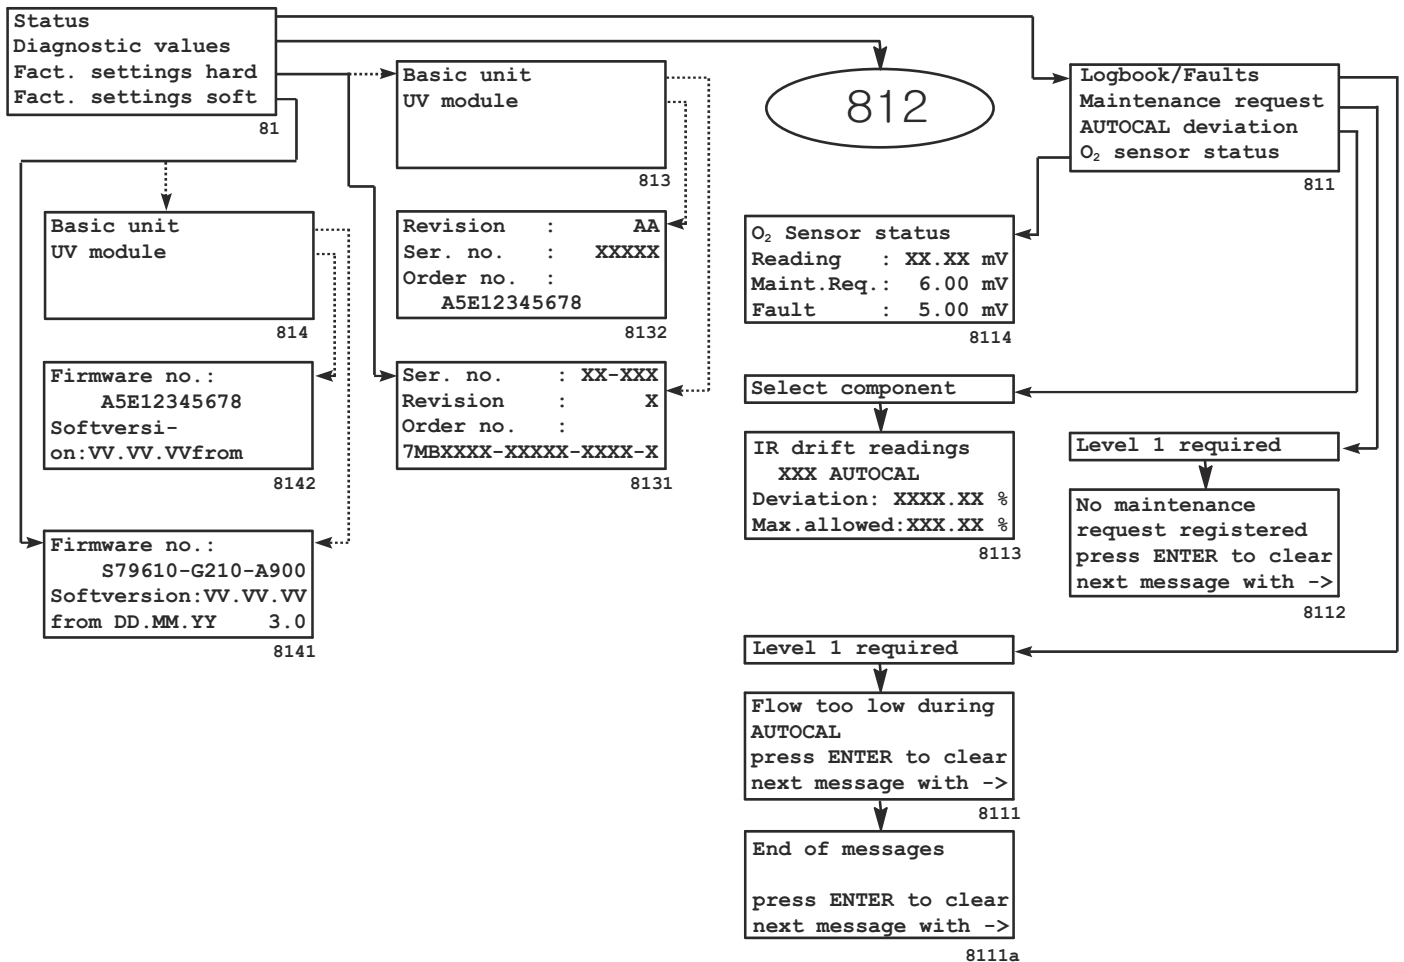 Status
Diagnostic values
Fact. settings hard
Fact. settings soft
81
Basic unit
UV module
813
812
Logbook/Faults
Maintenance request
AUTOCAL deviation
O₂ sensor status
811
Basic unit
UV module
814
Revision : AA
Ser. no. : XXXXX
Order no. :
A5E12345678
8132
O₂ Sensor status
Reading : XX.XX mV
Maint.Req.: 6.00 mV
Fault : 5.00 mV
8114
Firmware no.:
A5E12345678
Softversi-
on:VV.VV.VVfrom
8142
Ser. no. : XX-XXX
Revision : X
Order no. :
7MBXXXX-XXXXX-XXXX-X
8131
Select component
IR drift readings
XXX AUTOCAL
Deviation: XXXX.XX %
Max.allowed:XXX.XX %
8113
Level 1 required
No maintenance
request registered
press ENTER to clear
next message with ->
8112
Firmware no.:
S79610-G210-A900
Softversion:VV.VV.VV
from DD.MM.YY 3.0
8141
Level 1 required
Flow too low during
AUTOCAL
press ENTER to clear
next message with ->
8111
End of messages
press ENTER to clear
next message with ->
8111a